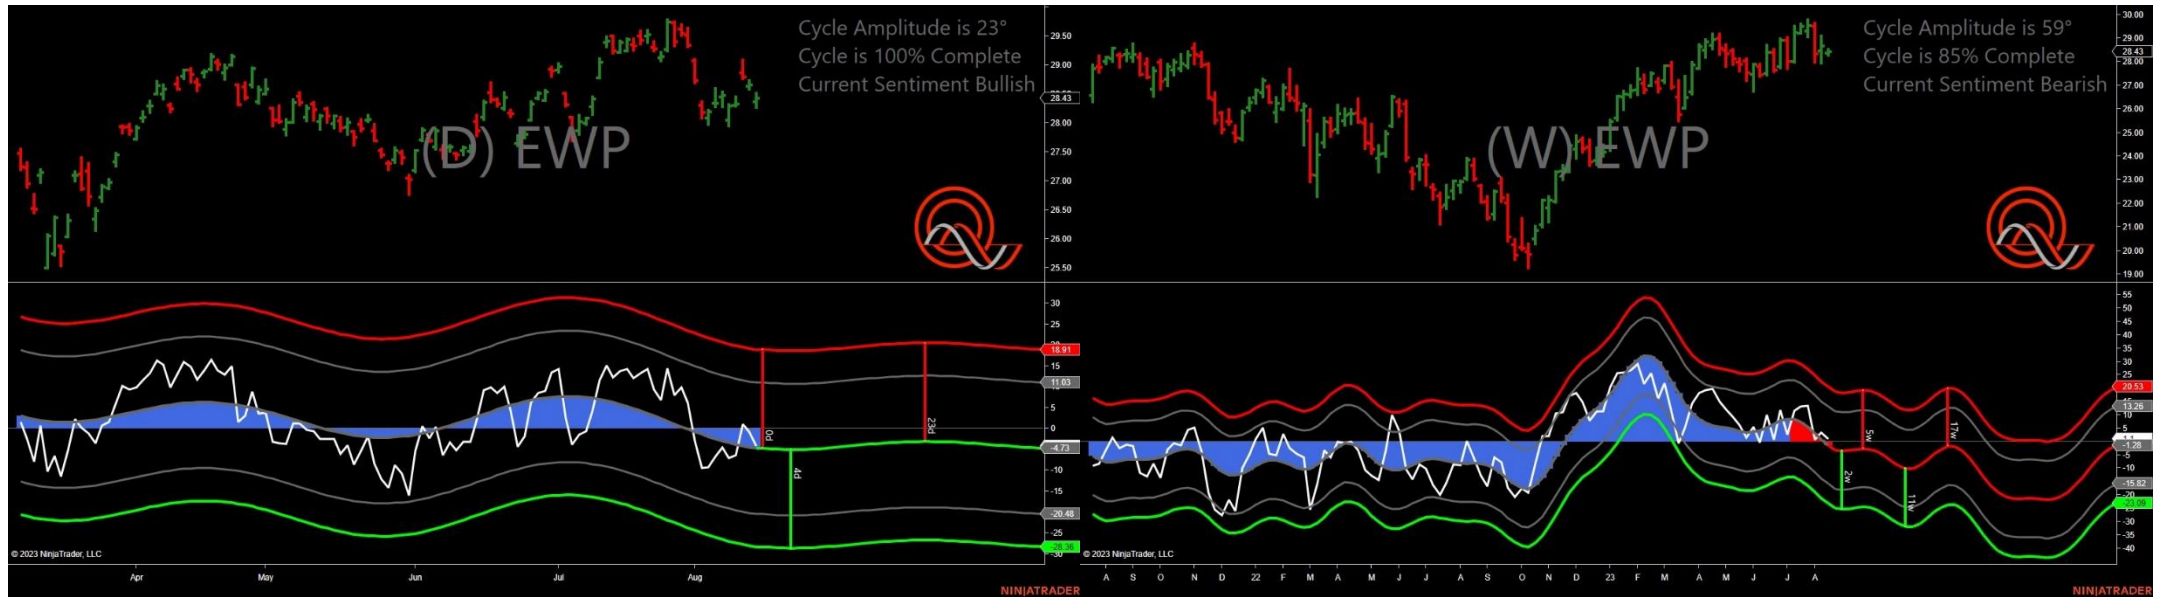 Cycle Amplitude is 23°
Cycle is 100% Complete
Current Sentiment Bullish
(D) EWP
29.50
29.00
28.43
28.00
27.50
27.00
26.50
26.00
25.50
30
25
18.91
15
11.03
5
0
-4.73
-10
-15
-20.48
-25
-28.36
0d
4d
23d
© 2023 NinjaTrader, LLC
Apr May Jun Jul Aug
NINJATRADER
Cycle Amplitude is 59°
Cycle is 85% Complete
Current Sentiment Bearish
(W) EWP
30.00
29.00
28.43
28.00
27.00
26.00
25.00
24.00
23.00
22.00
21.00
20.00
19.00
55
50
45
40
35
30
25
20.53
13.26
10
5
-1.28
-5
-10
-15.82
-20
-23.09
-30
-35
-40
5w
2w
11w
17w
© 2023 NinjaTrader, LLC
A S O N D 22 F M A M J J A S O N D 23 F M A M J J A
NINJATRADER